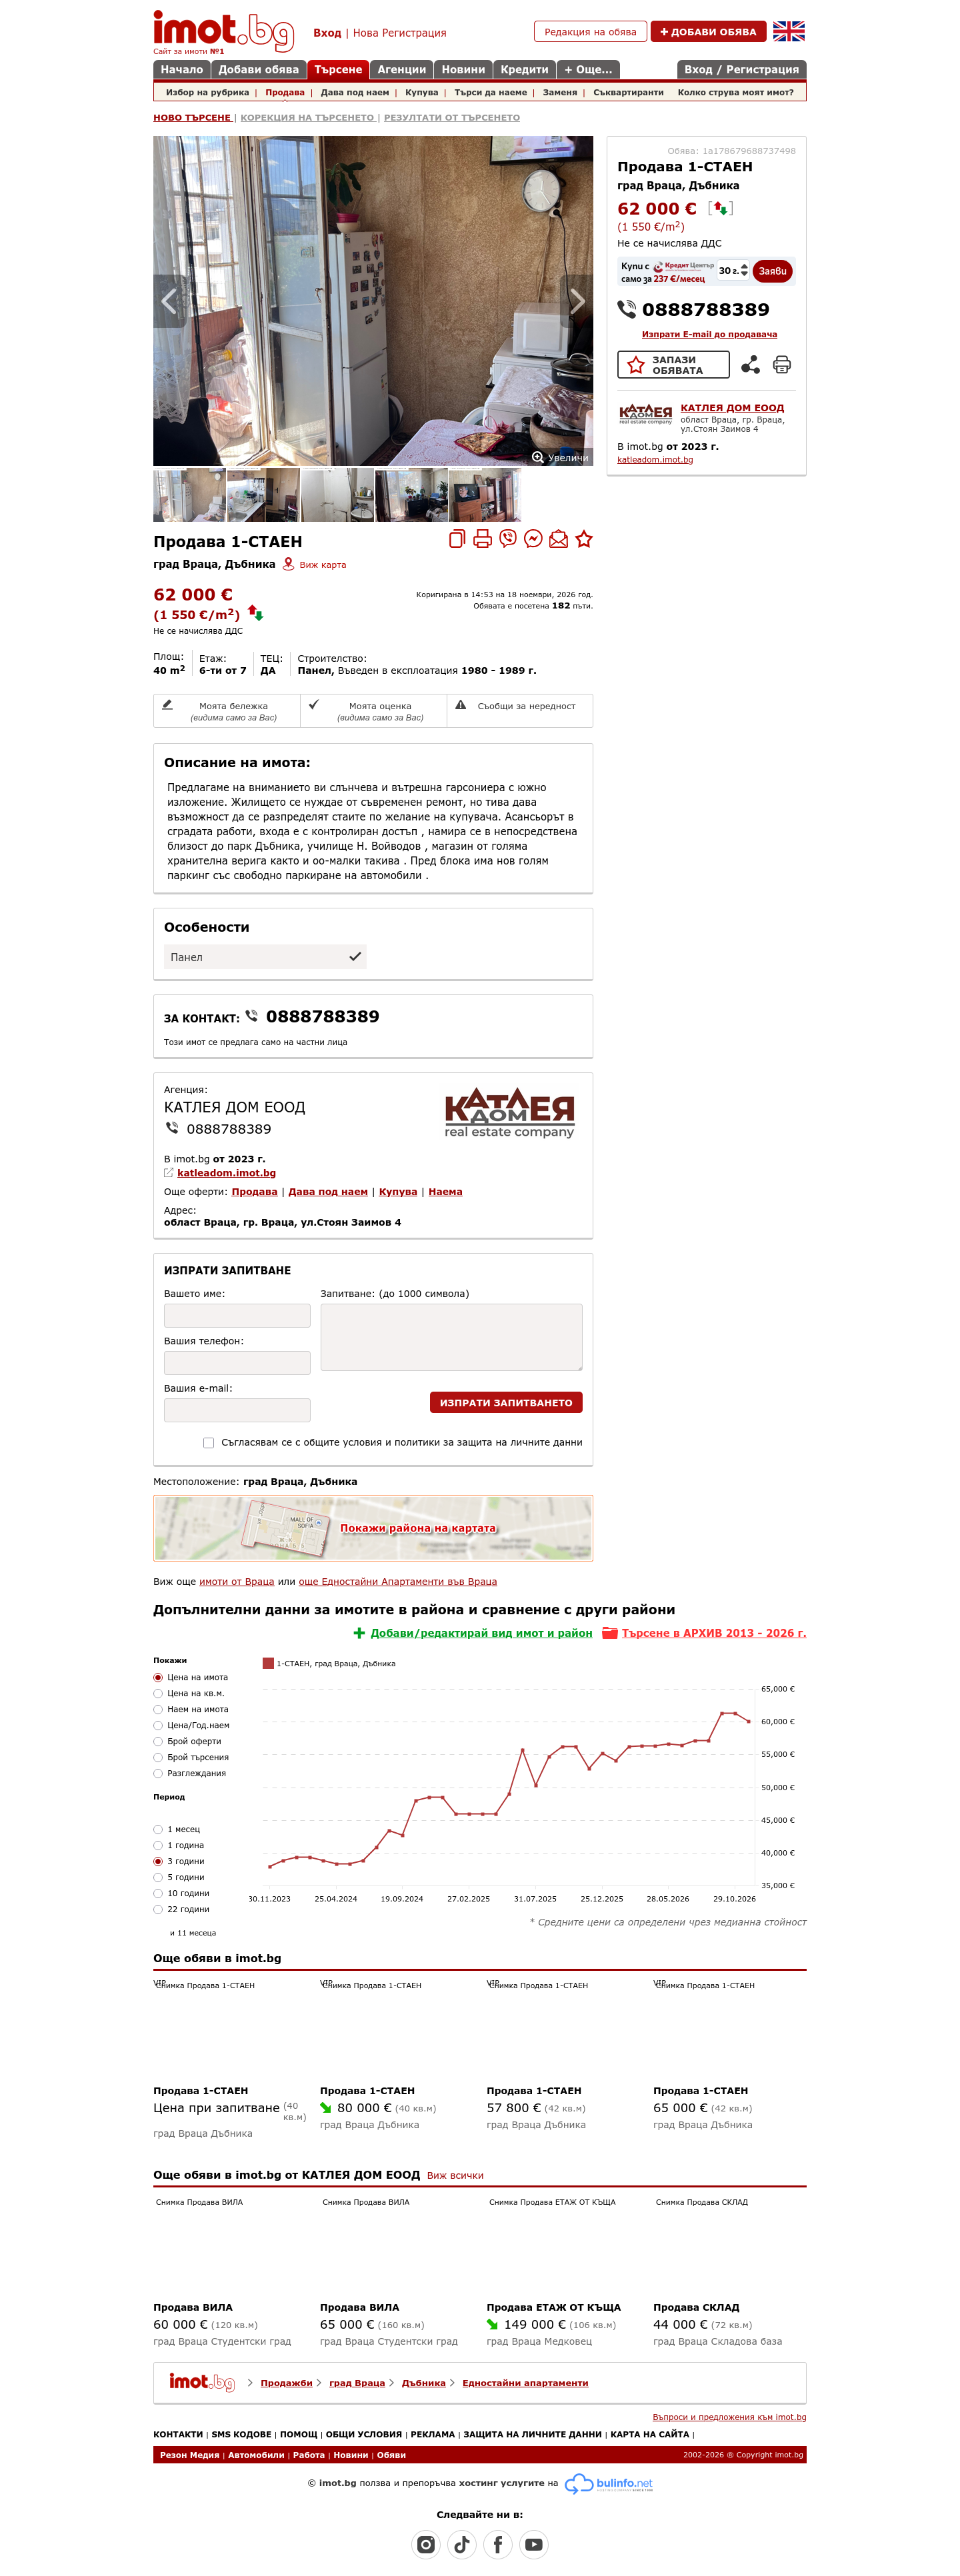 imot.bg
Сайт за имоти №1
Вход | Нова Регистрация
Редакция на обява
+ ДОБАВИ ОБЯВА
Начало
Добави обява
Търсене
Агенции
Новини
Кредити
+ Още...
Вход / Регистрация
Избор на рубрика | Продава | Дава под наем | Купува | Търси да наеме | Заменя | Съквартиранти Колко струва моят имот?
НОВО ТЪРСЕНЕ | КОРЕКЦИЯ НА ТЪРСЕНЕТО | РЕЗУЛТАТИ ОТ ТЪРСЕНЕТО
Увеличи
Обява: 1a178679688737498
Продава 1-СТАЕН
град Враца, Дъбника
62 000 €
(1 550 €/m2)
Не се начислява ДДС
Купи с Кредит Център
само за 237 €/месец
30 г.
Заяви
0888788389
Изпрати E-mail до продавача
ЗАПАЗИ ОБЯВАТА
КАТЛЕЯ ДОМ
real estate company
КАТЛЕЯ ДОМ ЕООД
област Враца, гр. Враца,
ул.Стоян Заимов 4
В imot.bg от 2023 г.
katleadom.imot.bg
Продава 1-СТАЕН
град Враца, Дъбника Виж карта
62 000 €
(1 550 €/m2)
Не се начислява ДДС
Коригирана в 14:53 на 18 ноември, 2026 год.
Обявата е посетена 182 пъти.
Площ:
40 m2
Етаж:
6-ти от 7
ТЕЦ:
ДА
Строителство:
Панел, Въведен в експлоатация 1980 - 1989 г.
Моята бележка
(видима само за Вас)
Моята оценка
(видима само за Вас)
Съобщи за нередност
Описание на имота:
Предлагаме на вниманието ви слънчева и вътрешна гарсониера с южно
изложение. Жилището се нуждае от съвременен ремонт, но тива дава
възможност да се разпределят стаите по желание на купувача. Асансьорът в
сградата работи, входа е с контролиран достъп , намира се в непосредствена
близост до парк Дъбника, училище Н. Войводов , магазин от голяма
хранителна верига както и оо-малки такива . Пред блока има нов голям
паркинг със свободно паркиране на автомобили .
Особености
Панел
ЗА КОНТАКТ: 0888788389
Този имот се предлага само на частни лица
Агенция:
КАТЛЕЯ ДОМ ЕООД
0888788389
КАТЛЕЯ ДОМ
real estate company
В imot.bg от 2023 г.
katleadom.imot.bg
Още оферти: Продава | Дава под наем | Купува | Наема
Адрес:
област Враца, гр. Враца, ул.Стоян Заимов 4
ИЗПРАТИ ЗАПИТВАНЕ
Вашето име:
Запитване: (до 1000 символа)
Вашия телефон:
Вашия e-mail:
ИЗПРАТИ ЗАПИТВАНЕТО
Съгласявам се с общите условия и политики за защита на личните данни
Местоположение: град Враца, Дъбника
MALL OF SOFIA
Покажи района на картата
Виж още имоти от Враца или още Едностайни Апартаменти във Враца
Допълнителни данни за имотите в района и сравнение с други райони
Добави/редактирай вид имот и район
Търсене в АРХИВ 2013 - 2026 г.
Покажи
Цена на имота
Цена на кв.м.
Наем на имота
Цена/Год.наем
Брой оферти
Брой търсения
Разглеждания
Период
1 месец
1 година
3 години
5 години
10 години
22 години
и 11 месеца
1-СТАЕН, град Враца, Дъбника
65,000 €
60,000 €
55,000 €
50,000 €
45,000 €
40,000 €
35,000 €
30.11.2023 25.04.2024 19.09.2024 27.02.2025 31.07.2025 25.12.2025 28.05.2026 29.10.2026
* Средните цени са определени чрез медианна стойност
Още обяви в imot.bg
VIP
Снимка Продава 1-СТАЕН
VIP
Снимка Продава 1-СТАЕН
VIP
Снимка Продава 1-СТАЕН
VIP
Снимка Продава 1-СТАЕН
Продава 1-СТАЕН
Цена при запитване (40 кв.м)
град Враца Дъбника
Продава 1-СТАЕН
80 000 € (40 кв.м)
град Враца Дъбника
Продава 1-СТАЕН
57 800 € (42 кв.м)
град Враца Дъбника
Продава 1-СТАЕН
65 000 € (42 кв.м)
град Враца Дъбника
Още обяви в imot.bg от КАТЛЕЯ ДОМ ЕООД Виж всички
Снимка Продава ВИЛА
Снимка Продава ВИЛА
Снимка Продава ЕТАЖ ОТ КЪЩА
Снимка Продава СКЛАД
Продава ВИЛА
60 000 € (120 кв.м)
град Враца Студентски град
Продава ВИЛА
65 000 € (160 кв.м)
град Враца Студентски град
Продава ЕТАЖ ОТ КЪЩА
149 000 € (106 кв.м)
град Враца Медковец
Продава СКЛАД
44 000 € (72 кв.м)
град Враца Складова база
imot.bg
Продажби
град Враца
Дъбника
Едностайни апартаменти
Въпроси и предложения към imot.bg
КОНТАКТИ | SMS КОДОВЕ | ПОМОЩ | ОБЩИ УСЛОВИЯ | РЕКЛАМА | ЗАЩИТА НА ЛИЧНИТЕ ДАННИ | КАРТА НА САЙТА |
Резон Медия | Автомобили | Работа | Новини | Обяви
2002-2026 ® Copyright imot.bg
© imot.bg ползва и препоръчва хостинг услугите на bulinfo.net
Следвайте ни в: